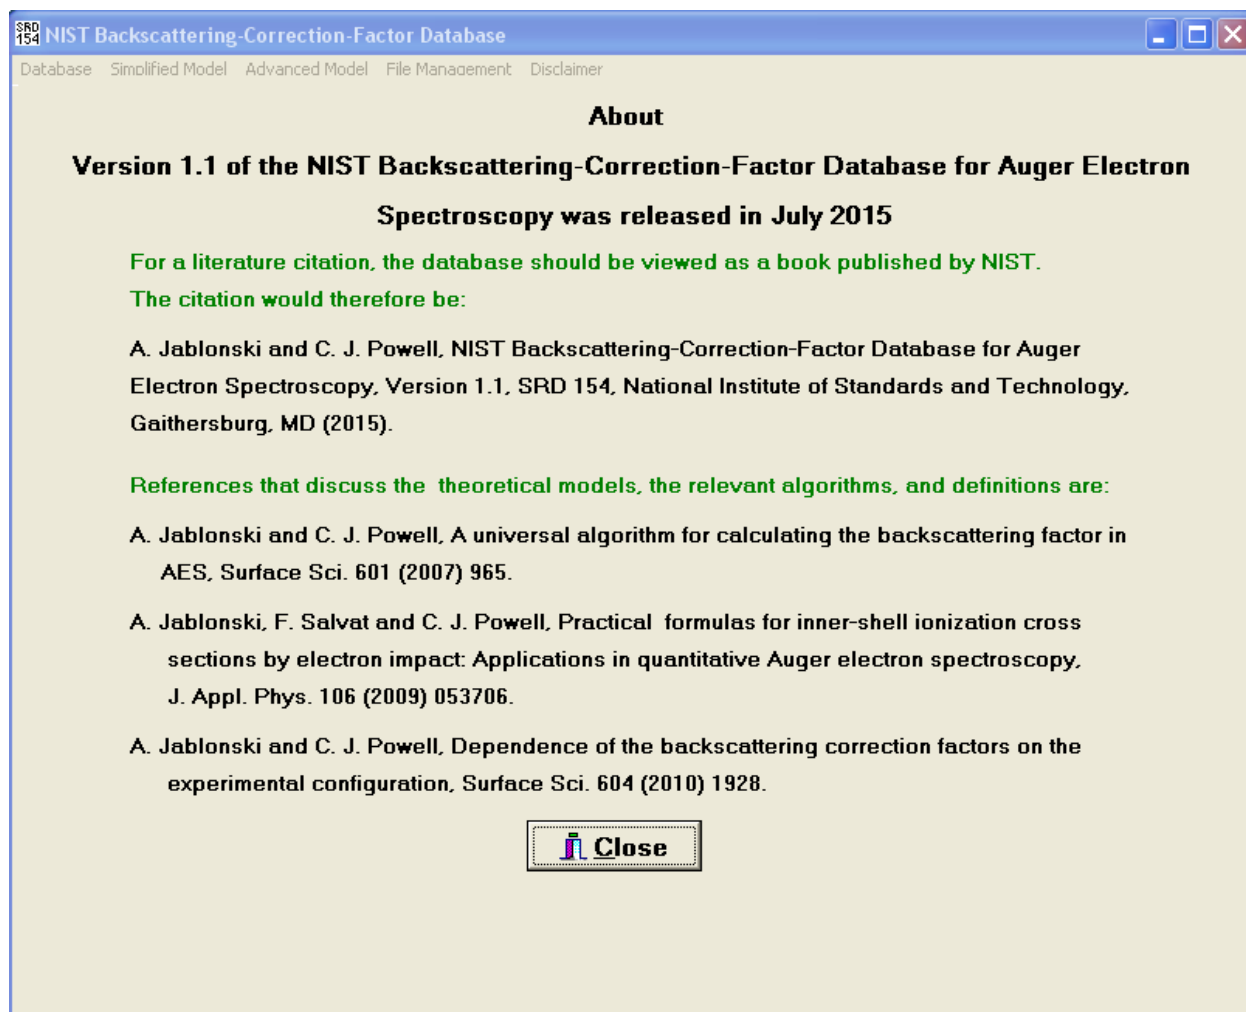 SRD
154
NIST Backscattering-Correction-Factor Database
Database Simplified Model Advanced Model File Management Disclaimer
About
Version 1.1 of the NIST Backscattering-Correction-Factor Database for Auger Electron
Spectroscopy was released in July 2015
For a literature citation, the database should be viewed as a book published by NIST.
The citation would therefore be:
A. Jablonski and C. J. Powell, NIST Backscattering-Correction-Factor Database for Auger
Electron Spectroscopy, Version 1.1, SRD 154, National Institute of Standards and Technology,
Gaithersburg, MD (2015).
References that discuss the theoretical models, the relevant algorithms, and definitions are:
A. Jablonski and C. J. Powell, A universal algorithm for calculating the backscattering factor in
AES, Surface Sci. 601 (2007) 965.
A. Jablonski, F. Salvat and C. J. Powell, Practical formulas for inner-shell ionization cross
sections by electron impact: Applications in quantitative Auger electron spectroscopy,
J. Appl. Phys. 106 (2009) 053706.
A. Jablonski and C. J. Powell, Dependence of the backscattering correction factors on the
experimental configuration, Surface Sci. 604 (2010) 1928.
Close